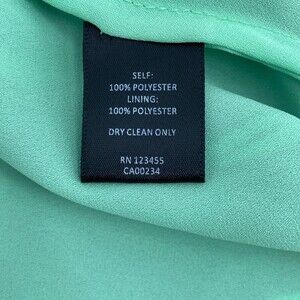 SELF:
100% POLYESTER
LINING:
100% POLYESTER
DRY CLEAN ONLY
RN 123455
CA00234